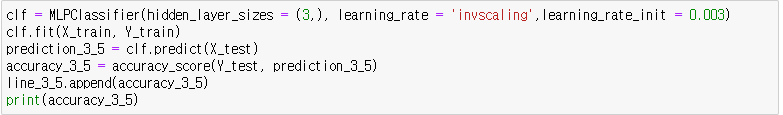 clf = MLPClassifier(hidden_layer_sizes = (3,), learning_rate = 'invscaling',learning_rate_init = 0.003)
clf.fit(X_train, Y_train)
prediction_3_5 = clf.predict(X_test)
accuracy_3_5 = accuracy_score(Y_test, prediction_3_5)
line_3_5.append(accuracy_3_5)
print(accuracy_3_5)